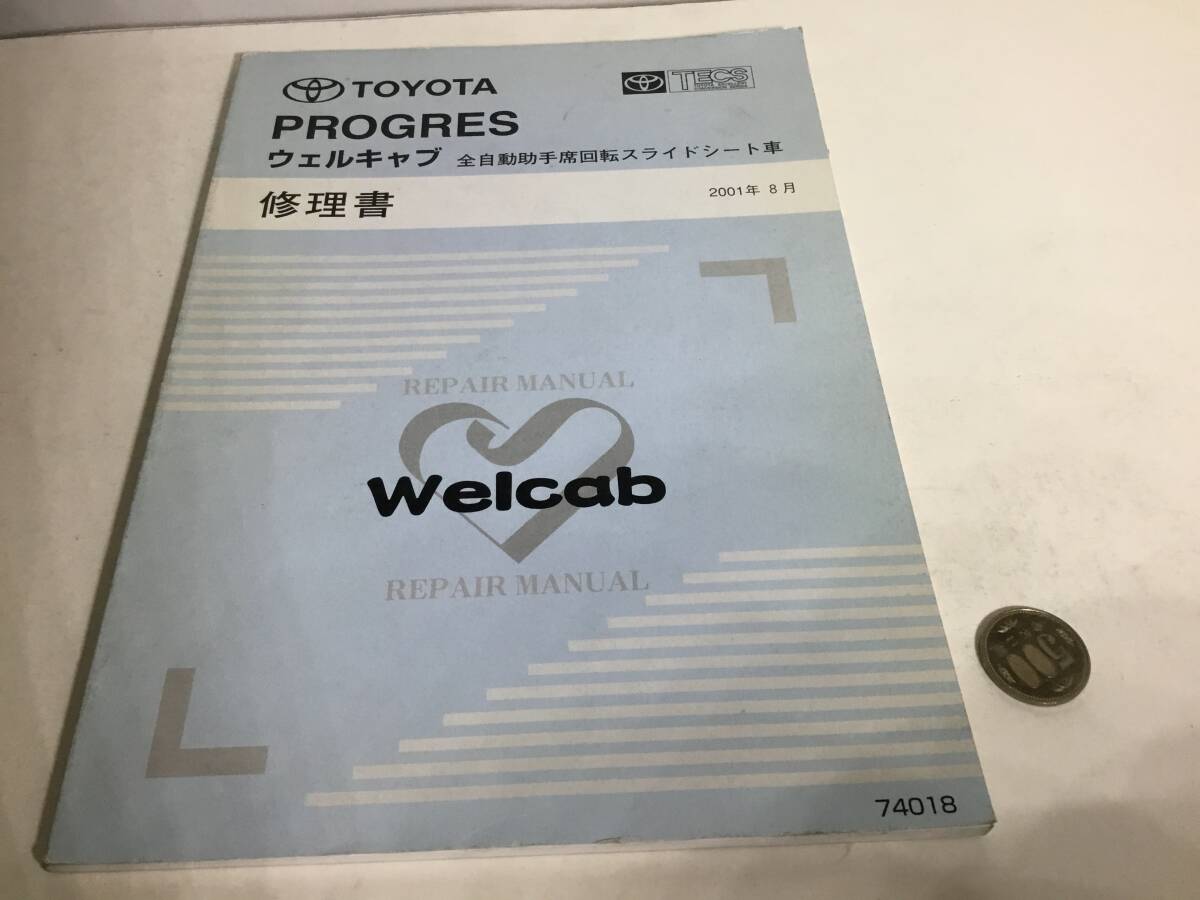 TOYOTA
TECS
PROGRES
ウェルキャブ 全自動助手席回転スライドシート車
修理書
2001年 8月
REPAIR MANUAL
Welcab
REPAIR MANUAL
74018
500